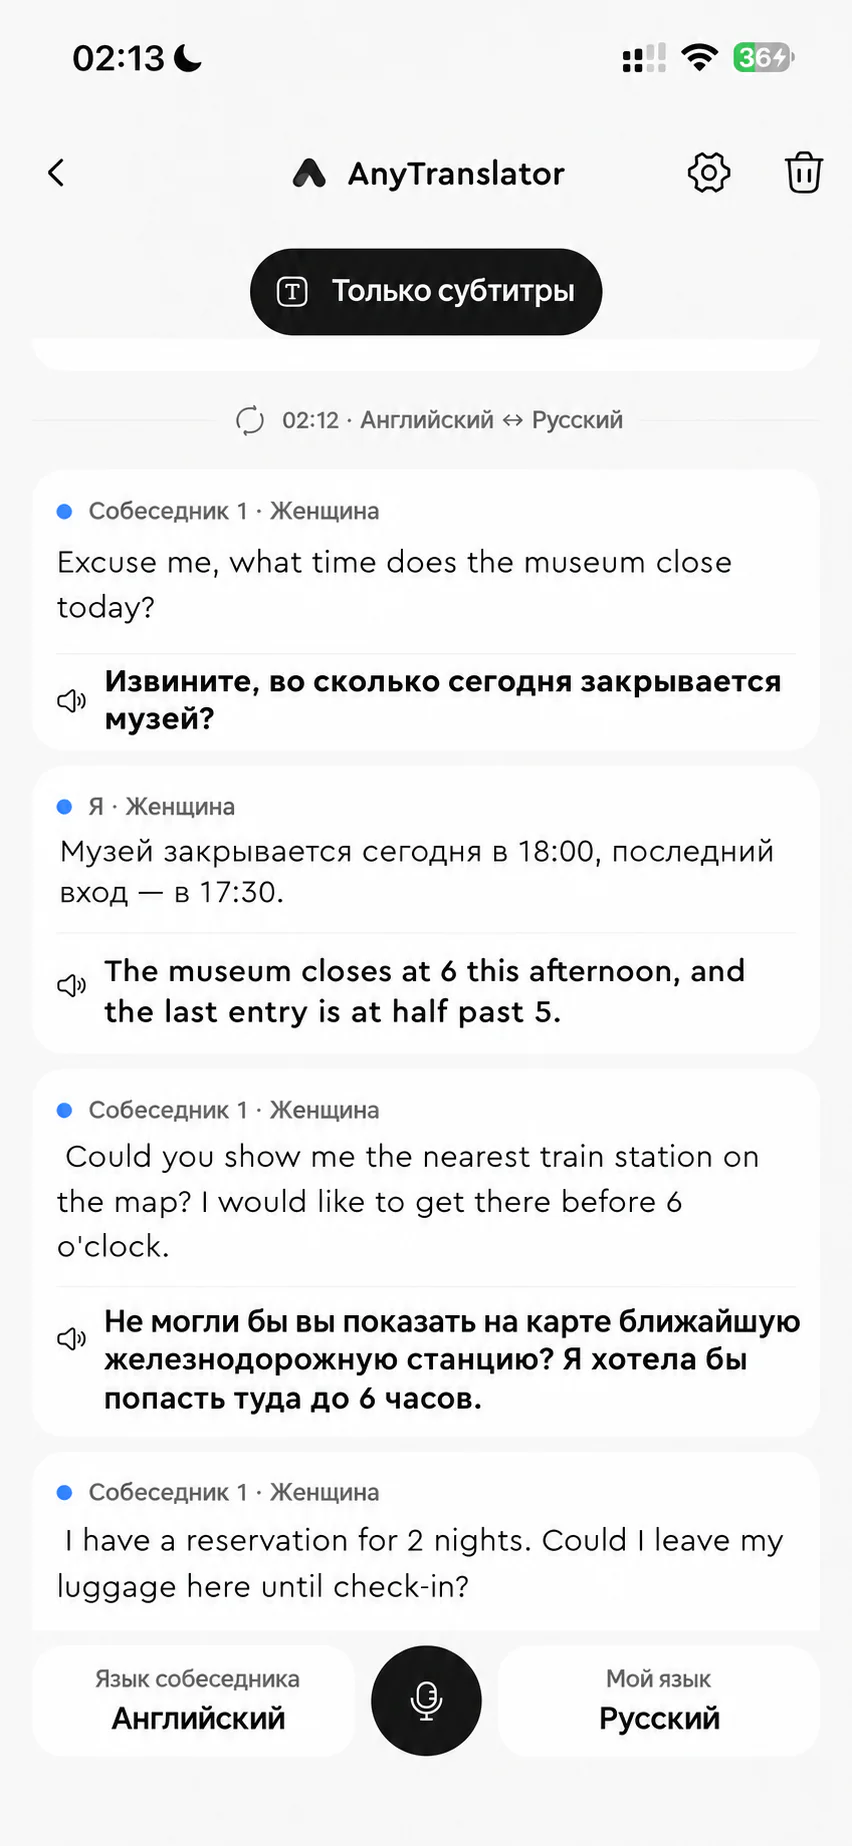 02:13
36
AnyTranslator
Только субтитры
02:12 · Английский ↔ Русский
Собеседник 1 · Женщина
Excuse me, what time does the museum close
today?
Извините, во сколько сегодня закрывается
музей?
Я · Женщина
Музей закрывается сегодня в 18:00, последний
вход — в 17:30.
The museum closes at 6 this afternoon, and
the last entry is at half past 5.
Собеседник 1 · Женщина
Could you show me the nearest train station on
the map? I would like to get there before 6
o'clock.
Не могли бы вы показать на карте ближайшую
железнодорожную станцию? Я хотела бы
попасть туда до 6 часов.
Собеседник 1 · Женщина
I have a reservation for 2 nights. Could I leave my
luggage here until check-in?
Язык собеседника
Английский
Мой язык
Русский